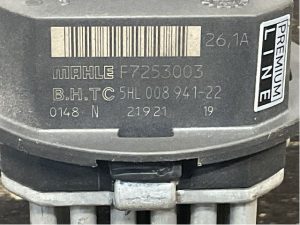 26,1A
MAHLE F7253003
B.H.TC 5HL 008 941-22
0148 N 21921 19
PREMIUM
LINE